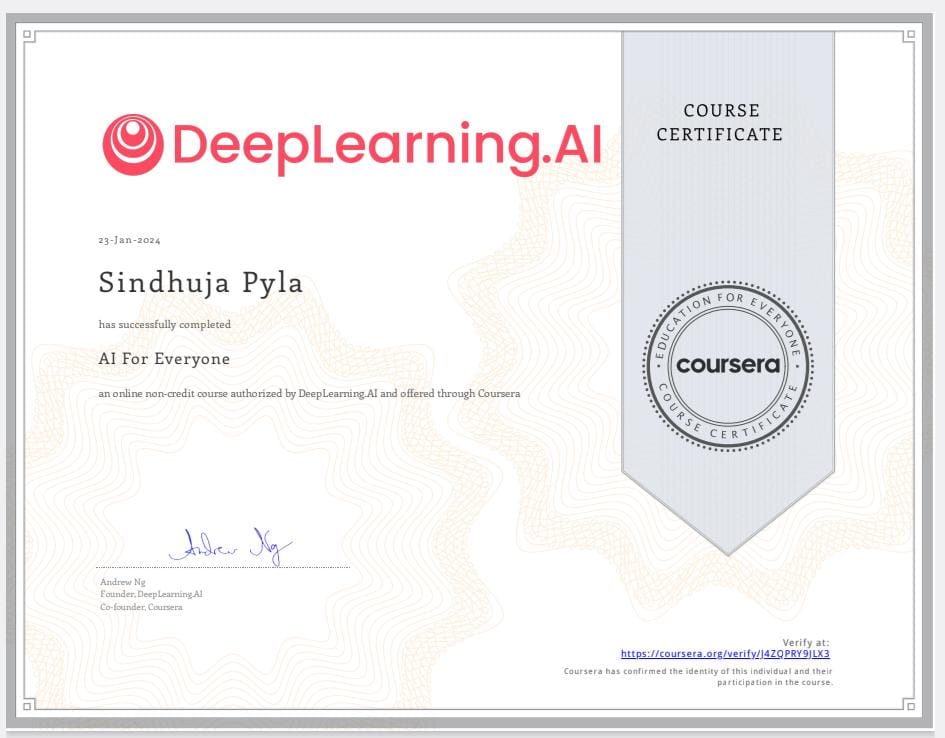 DeepLearning.AI
COURSE
CERTIFICATE
23-Jan-2024
Sindhuja Pyla
has successfully completed
AI For Everyone
an online non-credit course authorized by DeepLearning.AI and offered through Coursera
EDUCATION FOR EVERYONE
coursera
COURSE CERTIFICATE
Andrew Ng
Andrew Ng
Founder, DeepLearning.AI
Co-founder, Coursera
Verify at:
https://coursera.org/verify/J4ZQPRY9JLX3
Coursera has confirmed the identity of this individual and their
participation in the course.